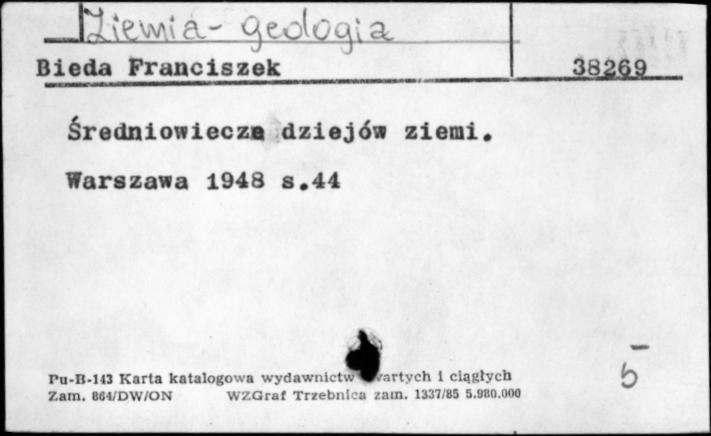 Ziemia - geologia
Bieda Franciszek 38269
Średniowiecze dziejów ziemi.
Warszawa 1948 s.44
5
Pu-B-143 Karta katalogowa wydawnictw zwartych i ciągłych
Zam. 864/DW/ON WZGraf Trzebnica zam. 1337/85 5.980.000